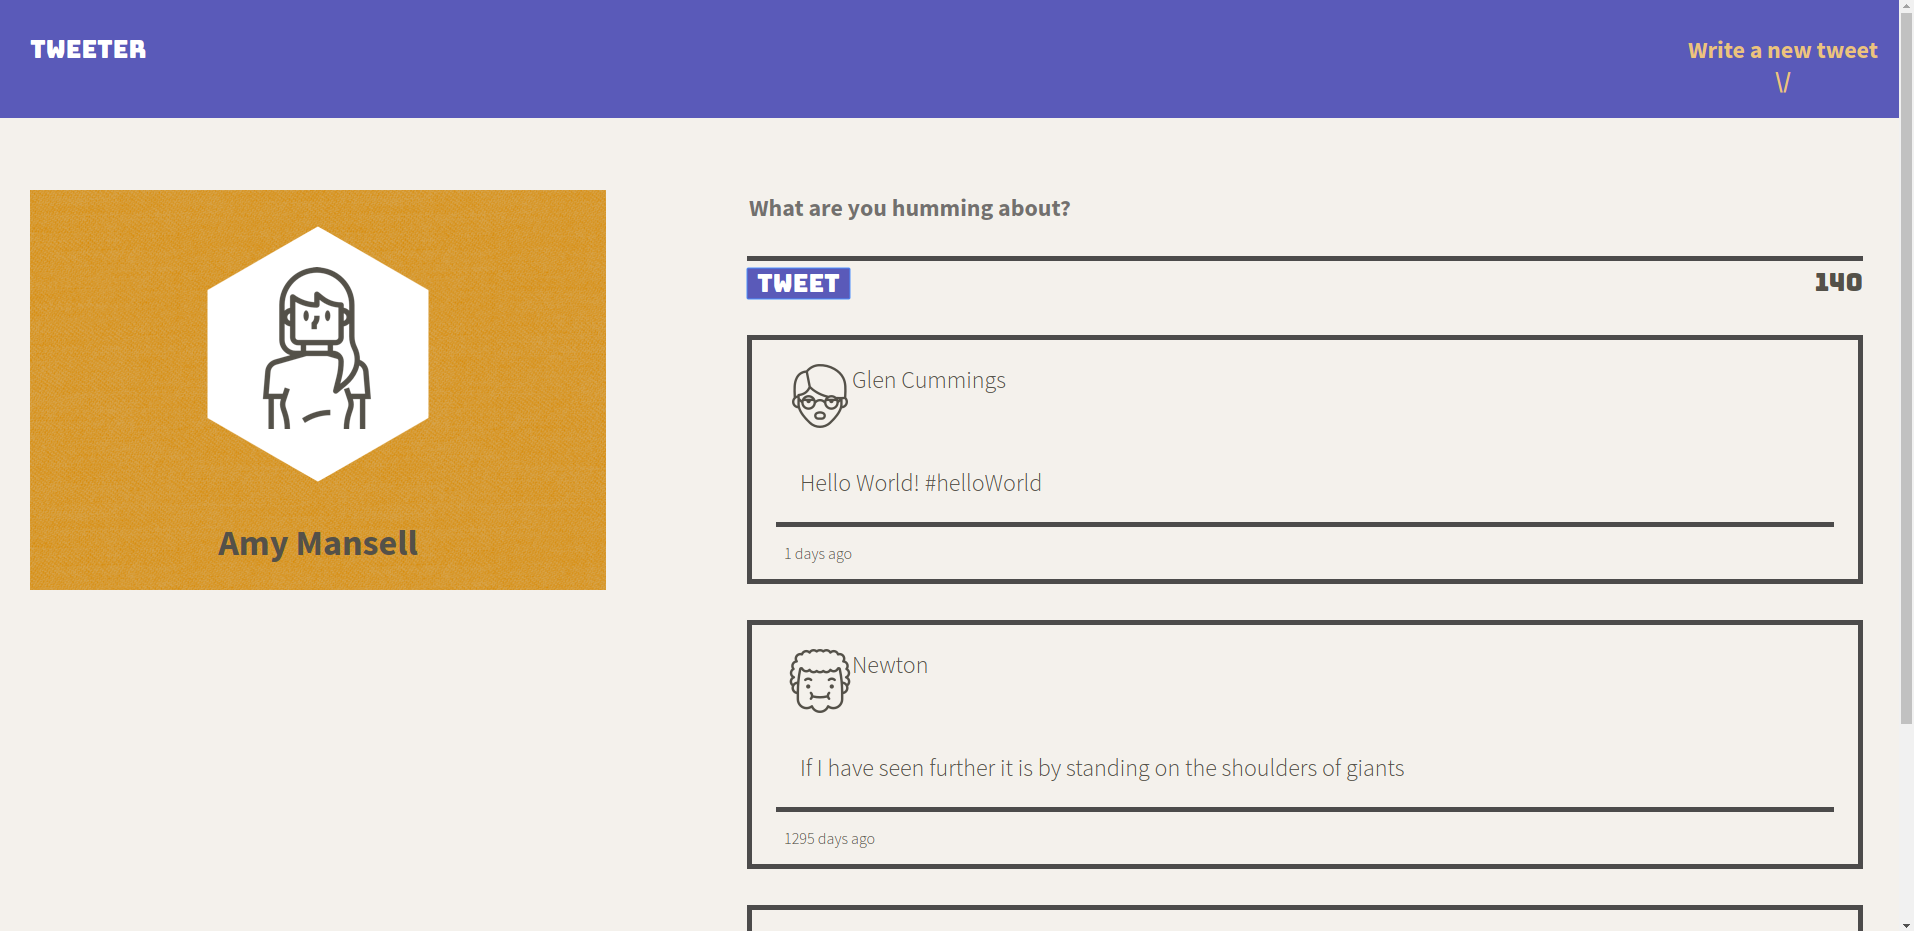 TWEETER
Write a new tweet
\/
Amy Mansell
What are you humming about?
TWEET
140
Glen Cummings
Hello World! #helloWorld
1 days ago
Newton
If I have seen further it is by standing on the shoulders of giants
1295 days ago